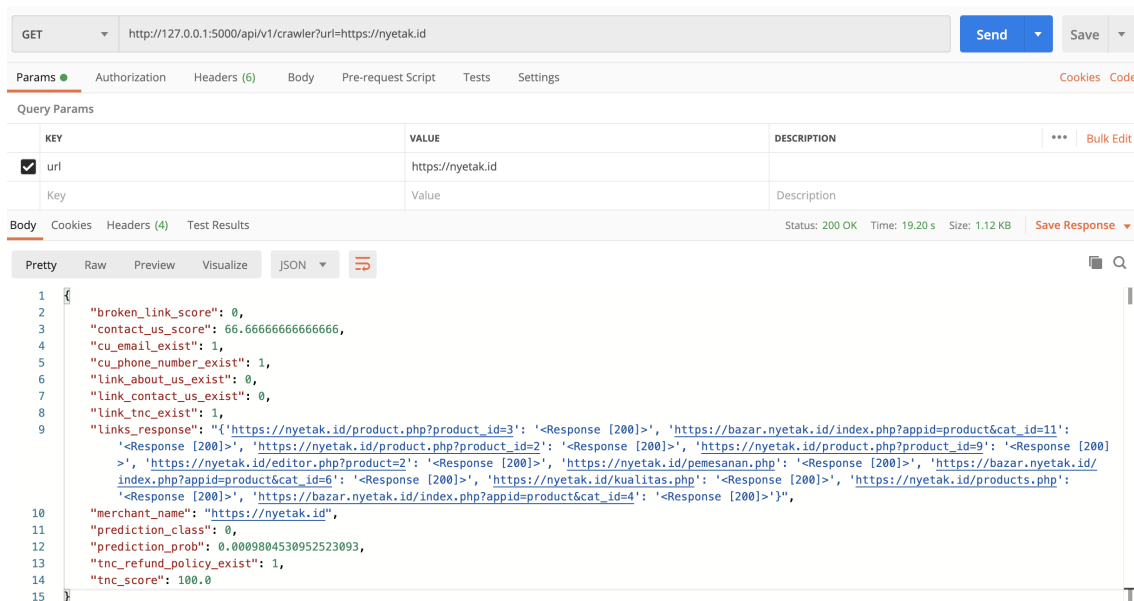 GET http://127.0.0.1:5000/api/v1/crawler?url=https://nyetak.id Send Save
Params Authorization Headers (6) Body Pre-request Script Tests Settings Cookies Code
Query Params
KEY VALUE DESCRIPTION ••• Bulk Edit
url https://nyetak.id
Key Value Description
Body Cookies Headers (4) Test Results Status: 200 OK Time: 19.20 s Size: 1.12 KB Save Response
Pretty Raw Preview Visualize JSON
1 {
2 "broken_link_score": 0,
3 "contact_us_score": 66.66666666666666,
4 "cu_email_exist": 1,
5 "cu_phone_number_exist": 1,
6 "link_about_us_exist": 0,
7 "link_contact_us_exist": 0,
8 "link_tnc_exist": 1,
9 "links_response": "{'https://nyetak.id/product.php?product_id=3': '<Response [200]>', 'https://bazar.nyetak.id/index.php?appid=product&cat_id=11':
'<Response [200]>', 'https://nyetak.id/product.php?product_id=2': '<Response [200]>', 'https://nyetak.id/product.php?product_id=9': '<Response [200]
>', 'https://nyetak.id/editor.php?product=2': '<Response [200]>', 'https://nyetak.id/pemesanan.php': '<Response [200]>', 'https://bazar.nyetak.id/
index.php?appid=product&cat_id=6': '<Response [200]>', 'https://nyetak.id/kualitas.php': '<Response [200]>', 'https://nyetak.id/products.php':
'<Response [200]>', 'https://bazar.nyetak.id/index.php?appid=product&cat_id=4': '<Response [200]>'}",
10 "merchant_name": "https://nyetak.id",
11 "prediction_class": 0,
12 "prediction_prob": 0.0009804530952523093,
13 "tnc_refund_policy_exist": 1,
14 "tnc_score": 100.0
15 }